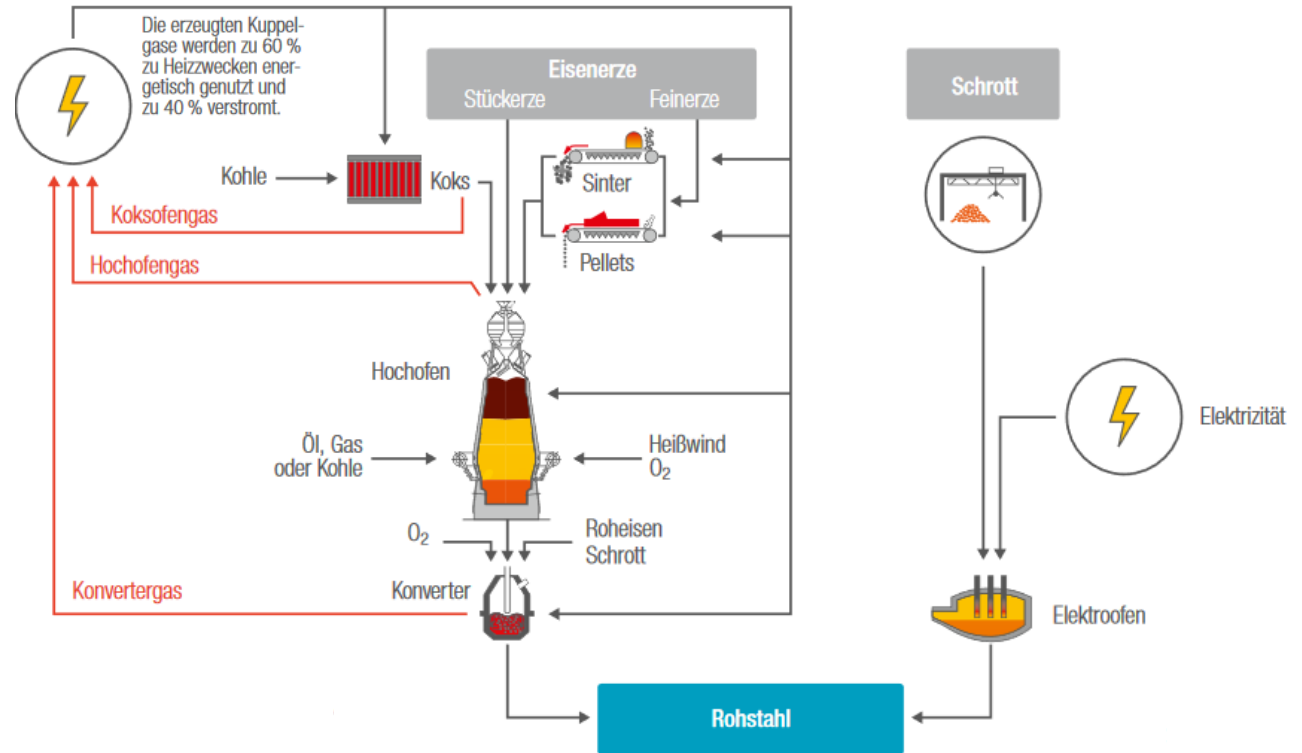 Die erzeugten Kuppel-
gase werden zu 60 %
zu Heizzwecken ener-
getisch genutzt und
zu 40 % verstromt.
Eisenerze
Stückerze
Feinerze
Schrott
Kohle
Koks
Sinter
Koksofengas
Pellets
Hochofengas
Hochofen
Elektrizität
Öl, Gas
oder Kohle
Heißwind
O2
O2
Roheisen
Schrott
Konvertergas
Konverter
Elektroofen
Rohstahl